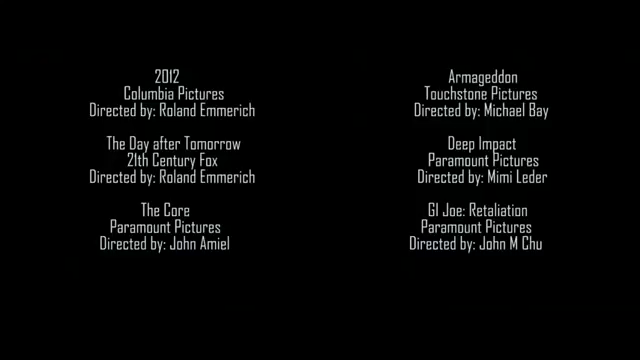 2012
Columbia Pictures
Directed by: Roland Emmerich
The Day after Tomorrow
21th Century Fox
Directed by: Roland Emmerich
The Core
Paramount Pictures
Directed by: John Amiel
Armageddon
Touchstone Pictures
Directed by: Michael Bay
Deep Impact
Paramount Pictures
Directed by: Mimi Leder
GI Joe: Retaliation
Paramount Pictures
Directed by: John M Chu